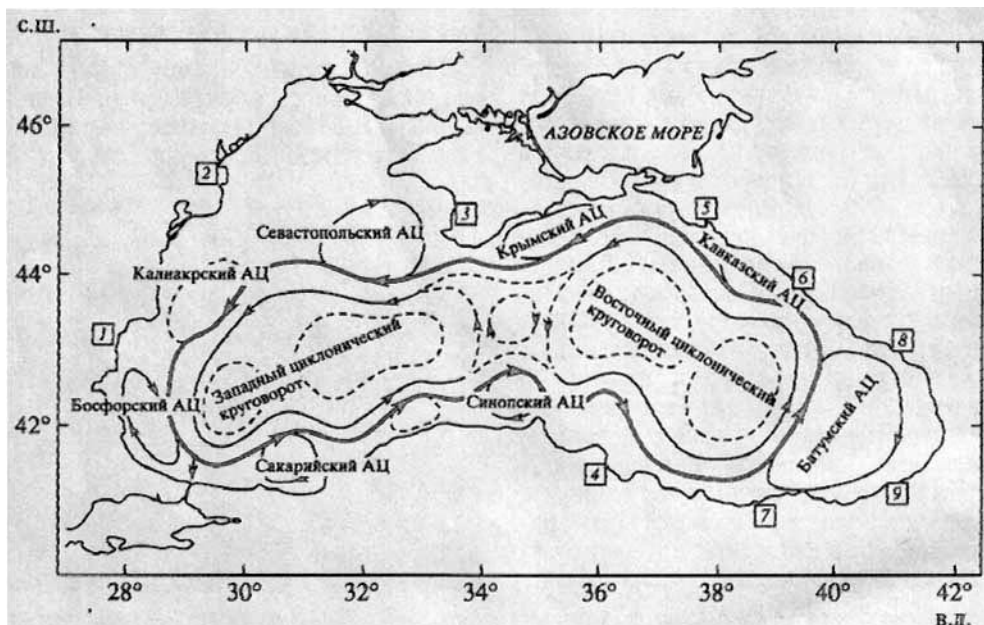 с.ш.
46°
АЗОВСКОЕ МОРЕ
2
3
5
Севастопольский АЦ
Крымский АЦ
Кавказский АЦ
44°
Калиакрский АЦ
6
1
Восточный циклонический
круговорот
8
Западный циклонический
круговорот
Босфорский АЦ
Синопский АЦ
Батумский АЦ
42°
Сакарийский АЦ
4
9
7
28°
30°
32°
34°
36°
38°
40°
42°
в.д.